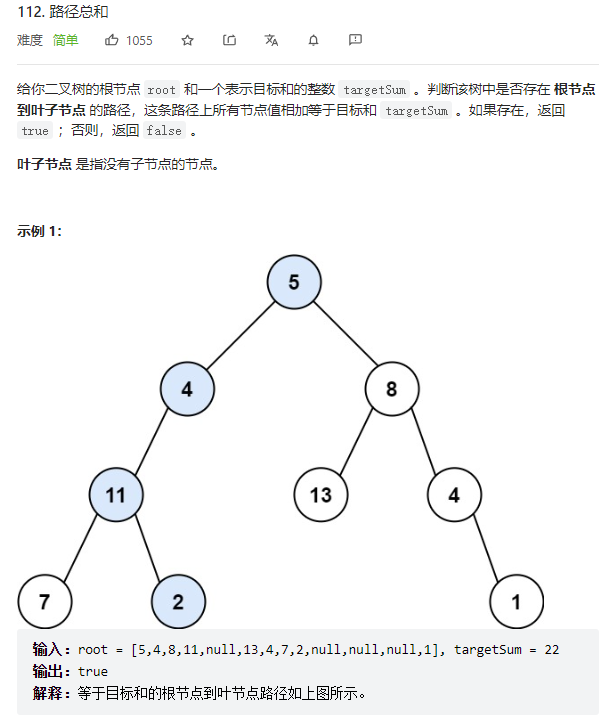 112. 路径总和
难度 简单 1055
给你二叉树的根节点 root 和一个表示目标和的整数 targetSum 。判断该树中是否存在 根节点
到叶子节点 的路径，这条路径上所有节点值相加等于目标和 targetSum 。如果存在，返回
true ；否则，返回 false 。
叶子节点 是指没有子节点的节点。
示例 1：
5
4 8
11 13 4
7 2 1
输入：root = [5,4,8,11,null,13,4,7,2,null,null,null,1], targetSum = 22
输出：true
解释：等于目标和的根节点到叶节点路径如上图所示。